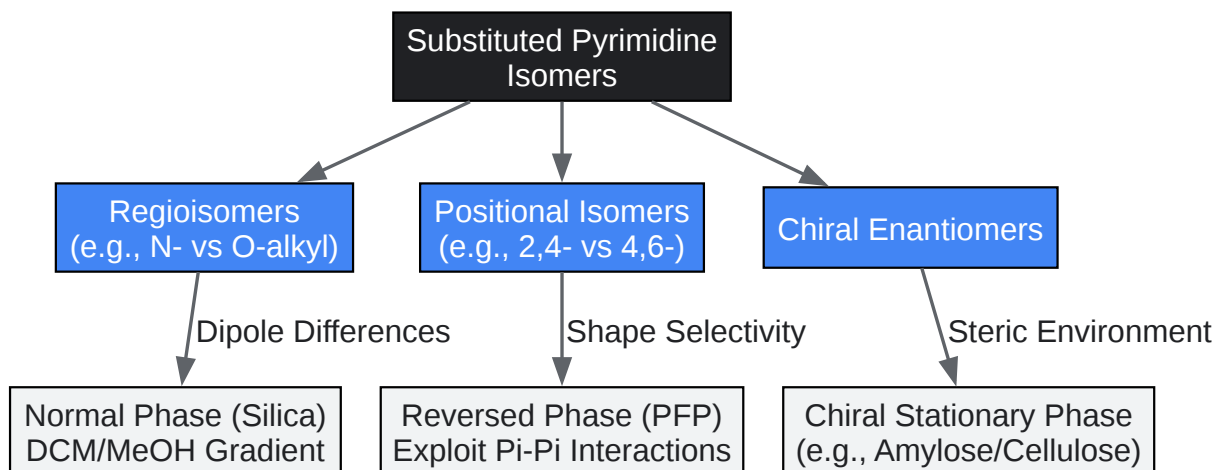 Substituted Pyrimidine
Isomers
Regioisomers
(e.g., N- vs O-alkyl)
Positional Isomers
(e.g., 2,4- vs 4,6-)
Chiral Enantiomers
Dipole Differences
Shape Selectivity
Steric Environment
Normal Phase (Silica)
DCM/MeOH Gradient
Reversed Phase (PFP)
Exploit Pi-Pi Interactions
Chiral Stationary Phase
(e.g., Amylose/Cellulose)